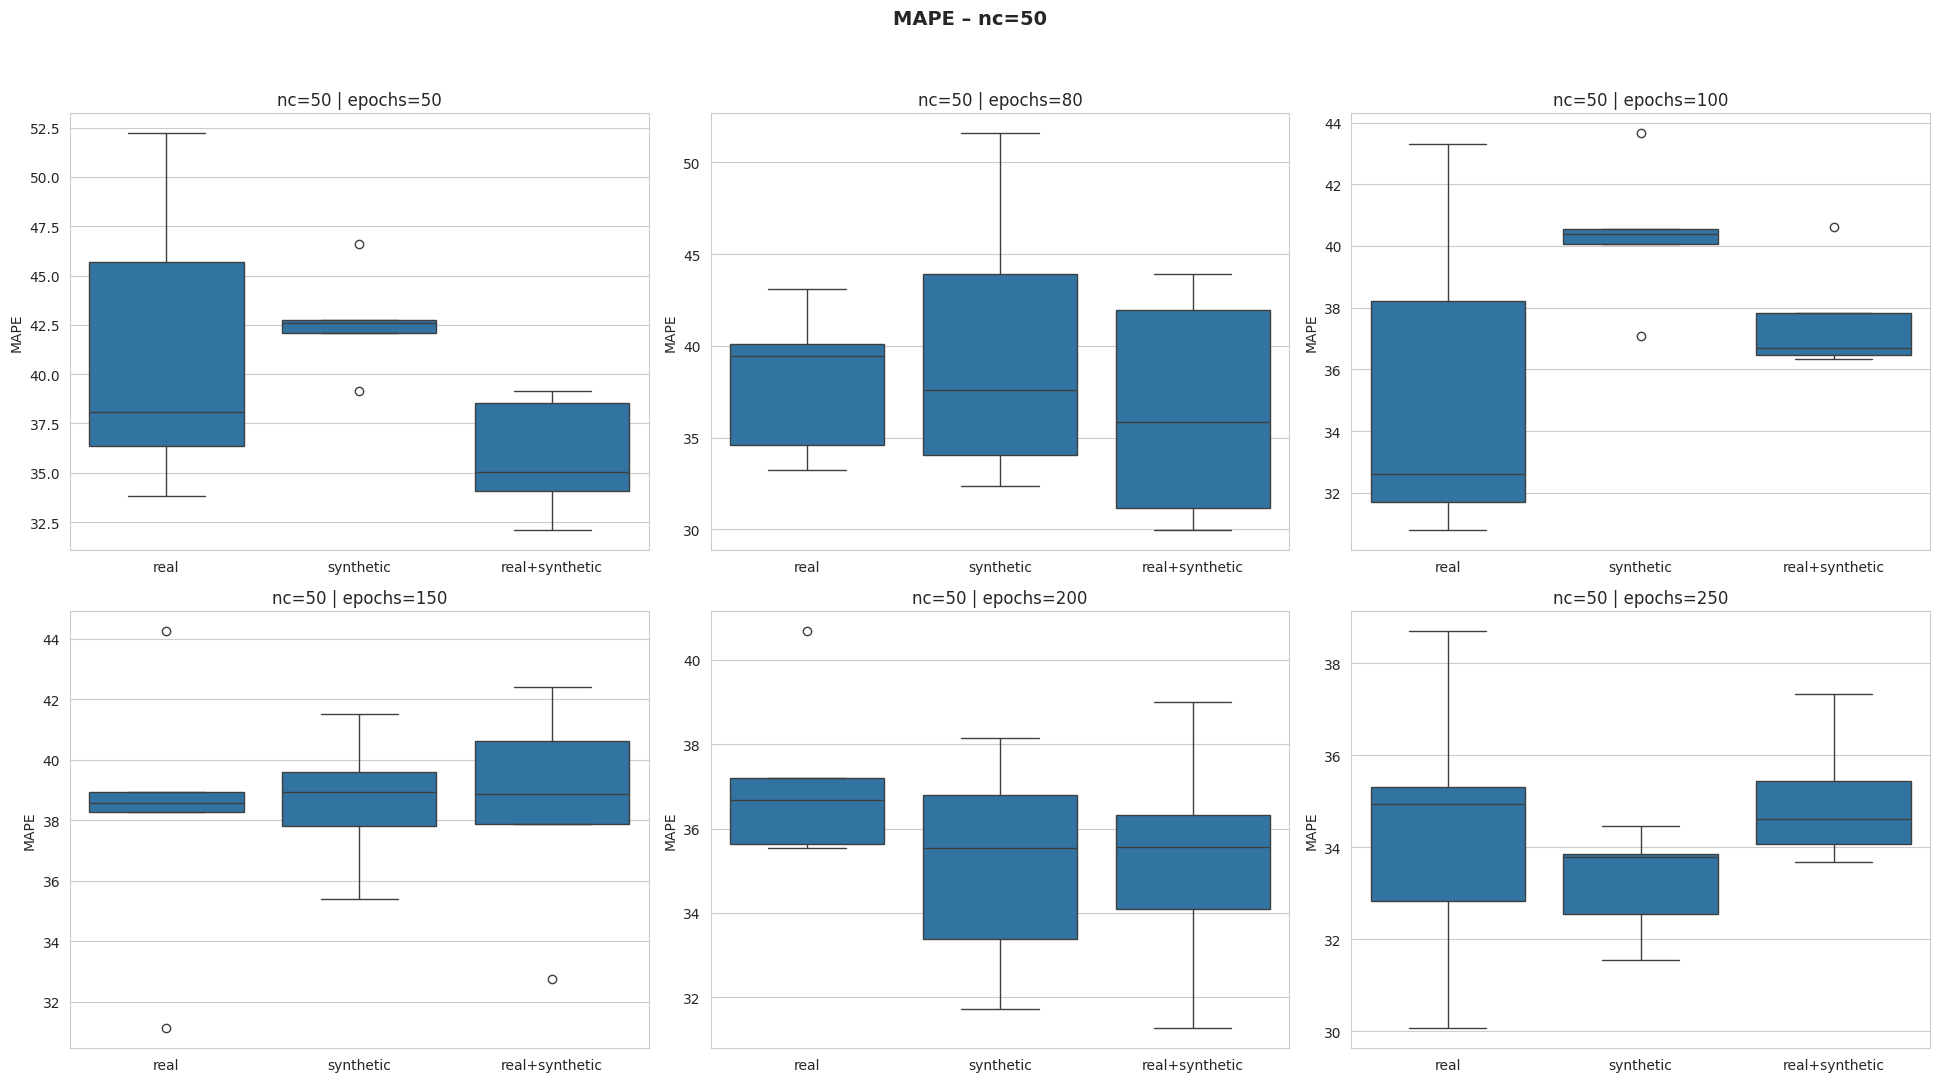 MAPE – nc=50
nc=50 | epochs=50
52.5
50.0
47.5
45.0
42.5
40.0
37.5
35.0
32.5
MAPE
real synthetic real+synthetic
nc=50 | epochs=80
50
45
40
35
30
MAPE
real synthetic real+synthetic
nc=50 | epochs=100
44
42
40
38
36
34
32
MAPE
real synthetic real+synthetic
nc=50 | epochs=150
44
42
40
38
36
34
32
MAPE
real synthetic real+synthetic
nc=50 | epochs=200
40
38
36
34
32
MAPE
real synthetic real+synthetic
nc=50 | epochs=250
38
36
34
32
30
MAPE
real synthetic real+synthetic